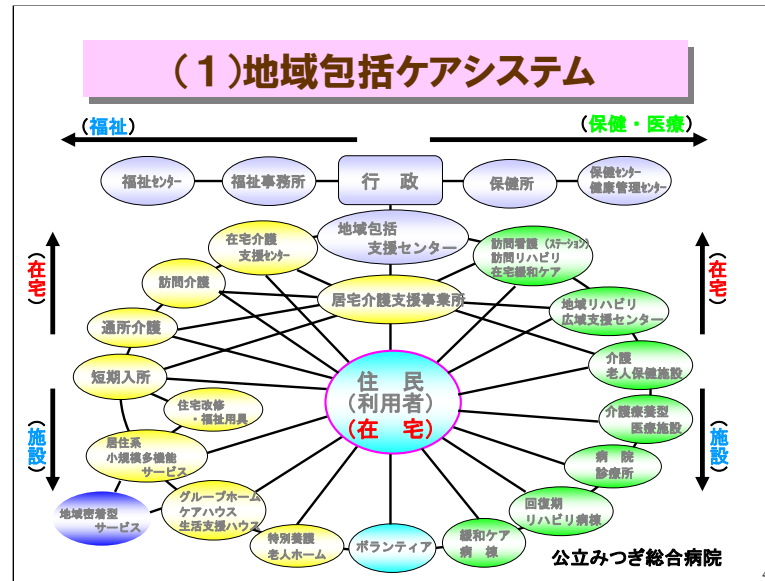 (1)地域包括ケアシステム
(福祉)
(保健・医療)
福祉センター
福祉事務所
行 政
保健所
保健センター
健康管理センター
地域包括
支援センター
在宅介護
支援センター
訪問看護(ステーション)
訪問リハビリ
在宅緩和ケア
(在宅)
(在宅)
訪問介護
居宅介護支援事業所
地域リハビリ
広域支援センター
通所介護
短期入所
住 民
(利用者)
(在 宅)
介護
老人保健施設
住宅改修
・福祉用具
介護療養型
医療施設
(施設)
(施設)
居住系
小規模多機能
サービス
病 院
診療所
地域密着型
サービス
グループホーム
ケアハウス
生活支援ハウス
回復期
リハビリ病棟
特別養護
老人ホーム
ボランティア
緩和ケア
病 棟
公立みつぎ総合病院